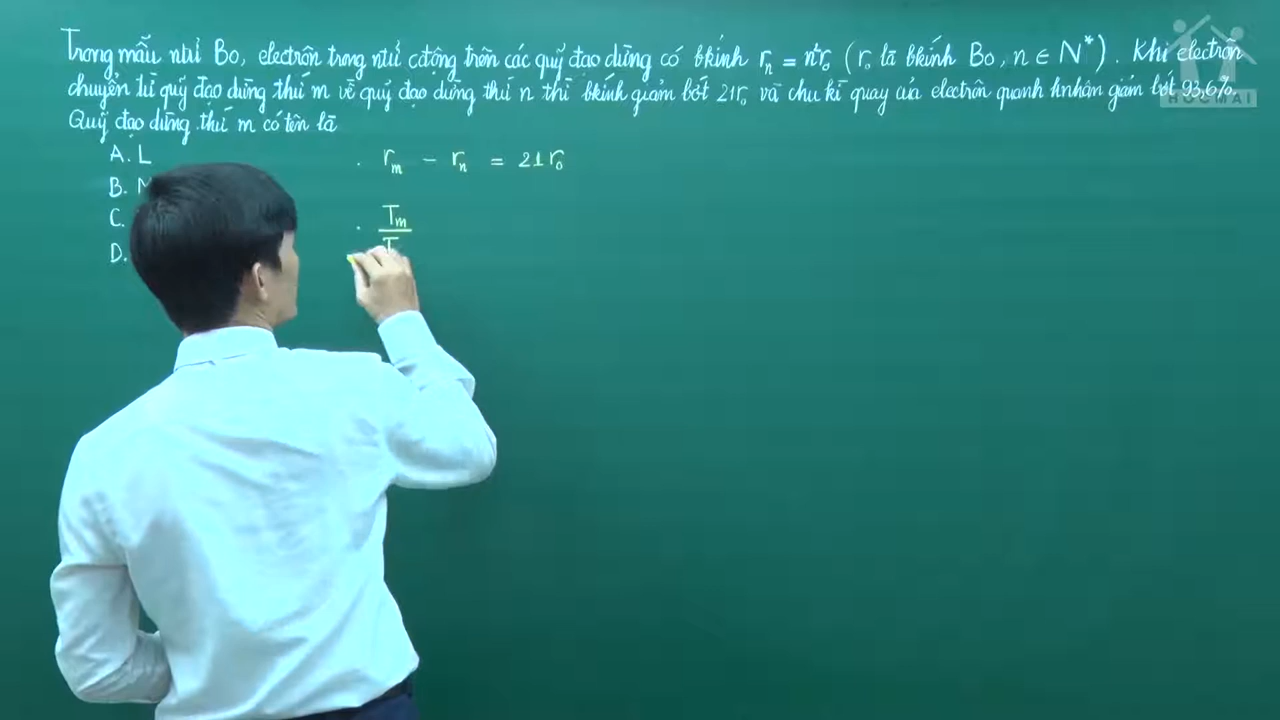 Trong mẫu ntử Bo, electrôn trong ntử cđộng trên các quỹ đạo dừng có bkính rₙ = n²r₀ (r₀ là bkính Bo, n ∈ N*). Khi electrôn
chuyển từ quỹ đạo dừng thứ m về quỹ đạo dừng thứ n thì bkính giảm bớt 21r₀ và chu kì quay của electrôn quanh hnhân giảm bớt 93,6%.
Quỹ đạo dừng thứ m có tên là
A. L
B.
C.
D.
. rₘ - rₙ = 21r₀
. Tₘ
T
HOCMAI